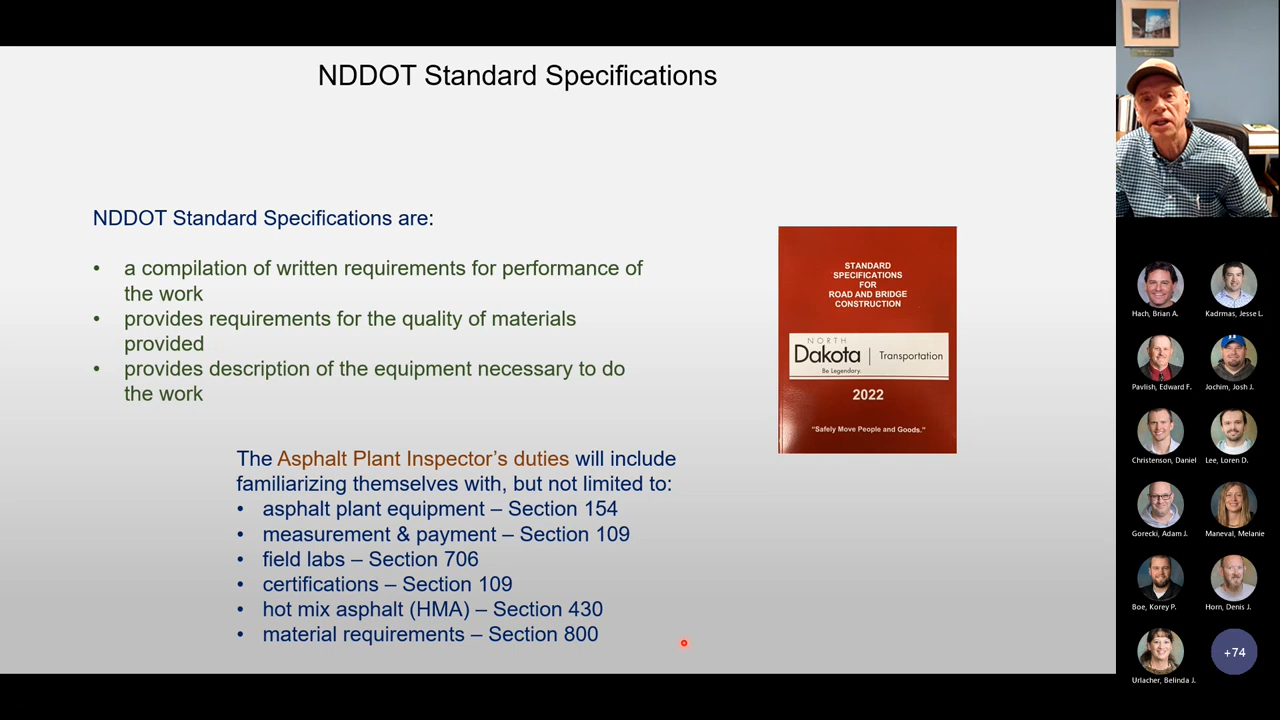 NDDOT Standard Specifications
NDDOT Standard Specifications are:
• a compilation of written requirements for performance of
the work
• provides requirements for the quality of materials
provided
• provides description of the equipment necessary to do
the work
The Asphalt Plant Inspector's duties will include
familiarizing themselves with, but not limited to:
• asphalt plant equipment – Section 154
• measurement & payment – Section 109
• field labs – Section 706
• certifications – Section 109
• hot mix asphalt (HMA) – Section 430
• material requirements – Section 800
STANDARD
SPECIFICATIONS
FOR
ROAD AND BRIDGE
CONSTRUCTION
NORTH
Dakota | Transportation
Be Legendary.
2022
"Safely Move People and Goods."
Hach, Brian A.
Kadrmas, Jesse L.
Pavlish, Edward F.
Jochim, Josh J.
Christenson, Daniel
Lee, Loren D.
Gorecki, Adam J.
Maneval, Melanie
Boe, Korey P.
Horn, Denis J.
Urlacher, Belinda J.
+74